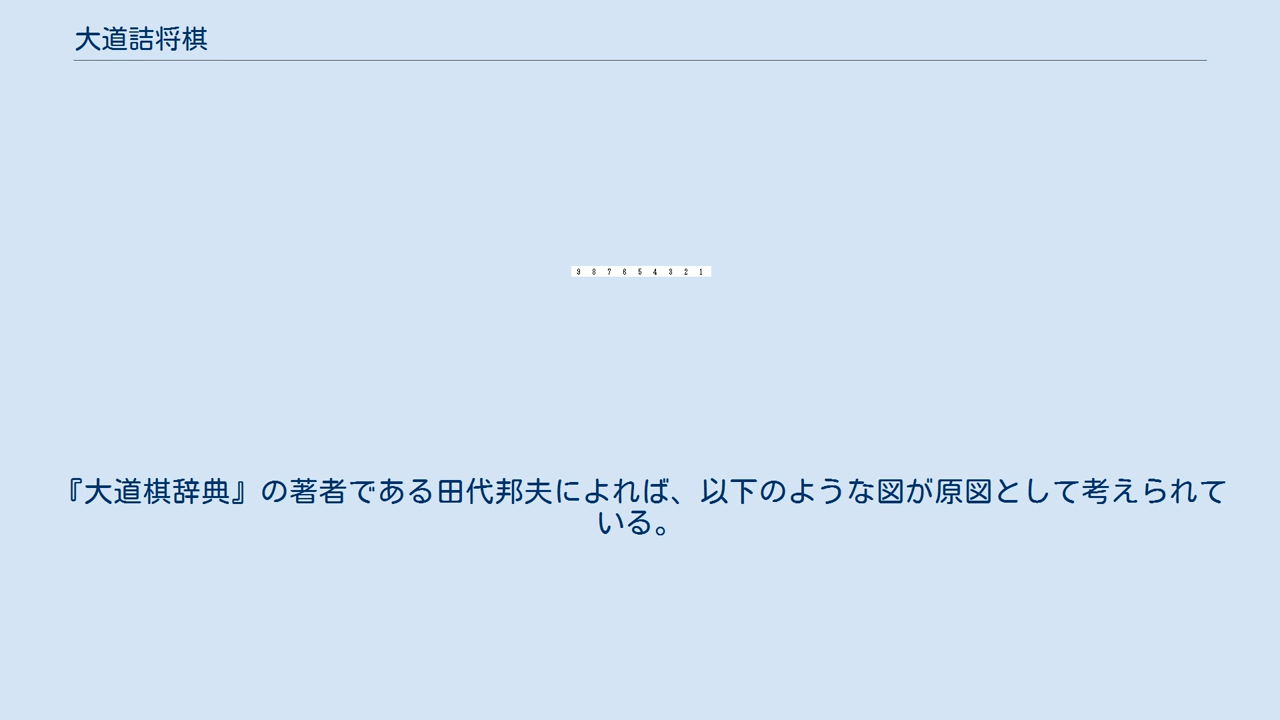 大道詰将棋
9 8 7 6 5 4 3 2 1
『大道棋辞典』の著者である田代邦夫によれば、以下のような図が原図として考えられて
いる。